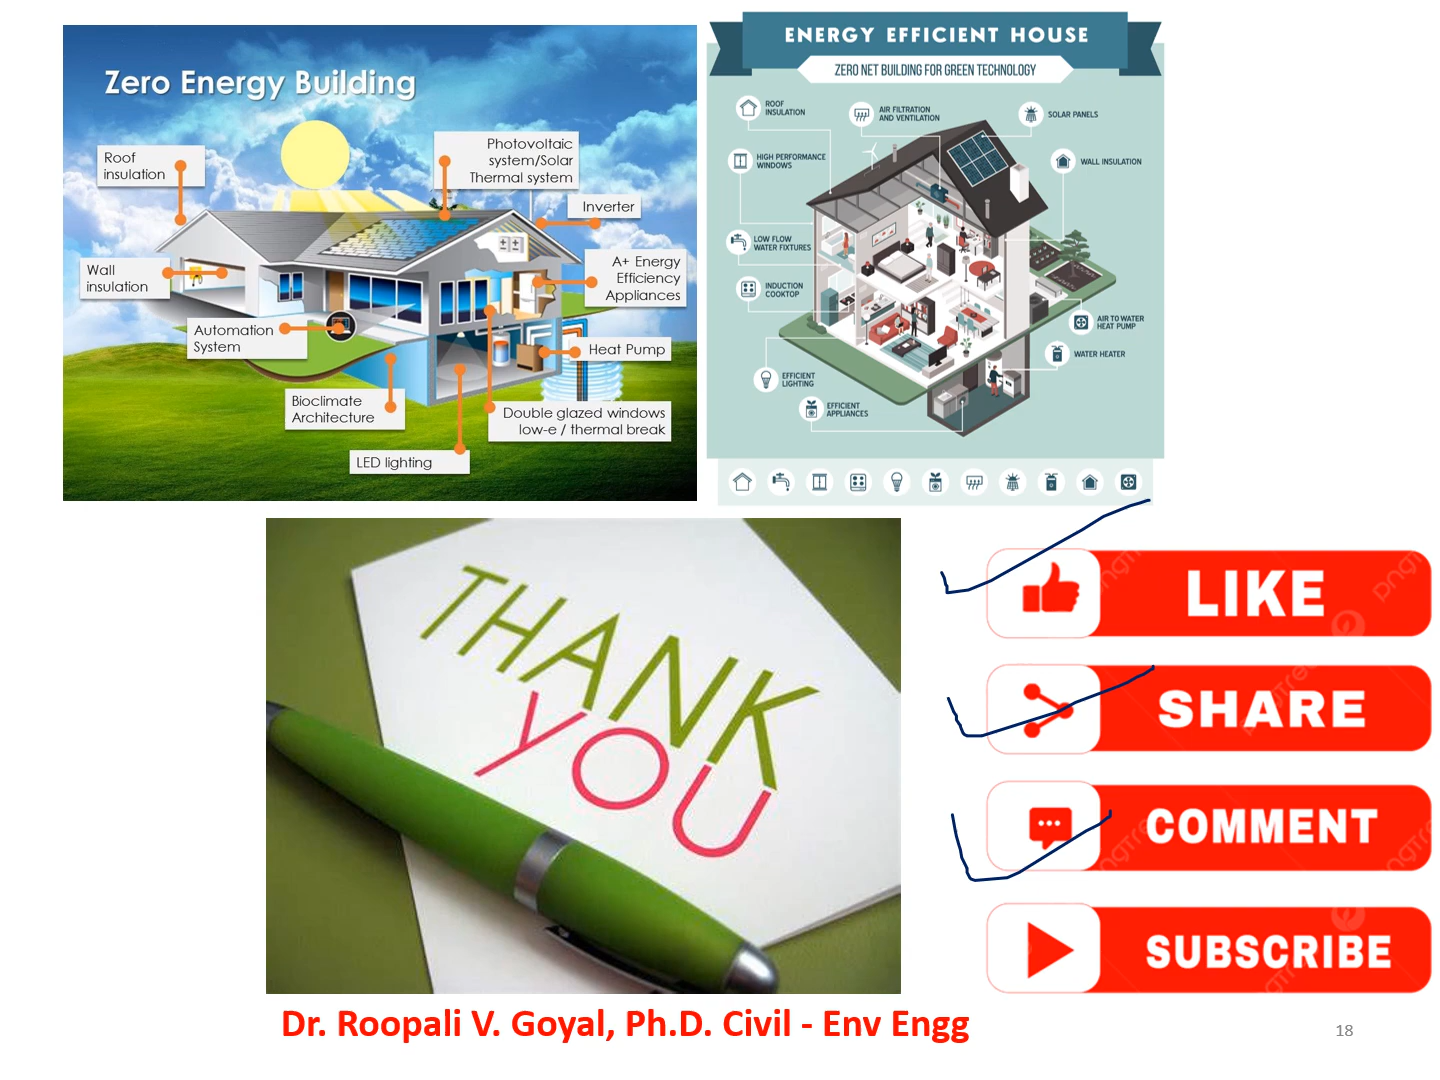 Zero Energy Building
Roof
insulation
Photovoltaic
system/Solar
Thermal system
Inverter
Wall
insulation
A+ Energy
Efficiency
Appliances
Automation
System
Heat Pump
Bioclimate
Architecture
Double glazed windows
low-e / thermal break
LED lighting
ENERGY EFFICIENT HOUSE
ZERO NET BUILDING FOR GREEN TECHNOLOGY
ROOF
INSULATION
AIR FILTRATION
AND VENTILATION
SOLAR PANELS
HIGH PERFORMANCE
WINDOWS
WALL INSULATION
LOW FLOW
WATER FIXTURES
INDUCTION
COOKTOP
AIR TO WATER
HEAT PUMP
WATER HEATER
EFFICIENT
LIGHTING
EFFICIENT
APPLIANCES
THANK
YOU
LIKE
SHARE
COMMENT
SUBSCRIBE
Dr. Roopali V. Goyal, Ph.D. Civil - Env Engg
18